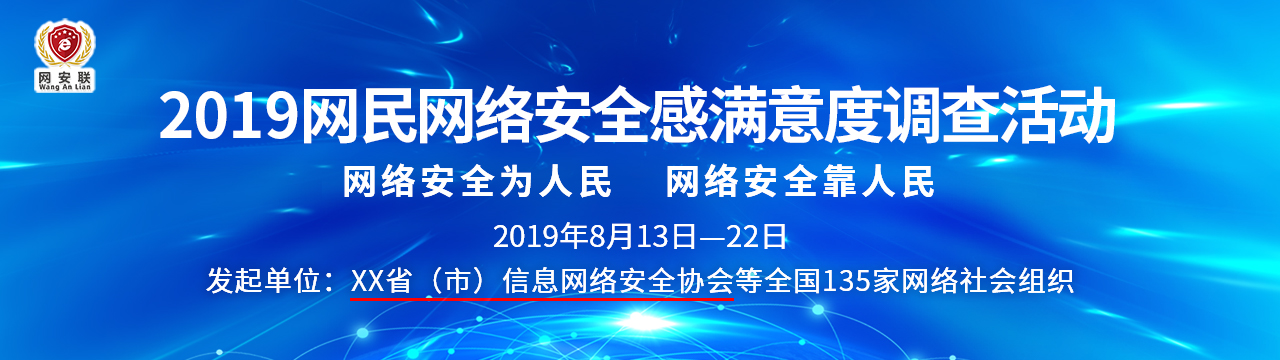 网安联
Wang An Lian
2019网民网络安全感满意度调查活动
网络安全为人民 网络安全靠人民
2019年8月13日—22日
发起单位：XX省（市）信息网络安全协会等全国135家网络社会组织